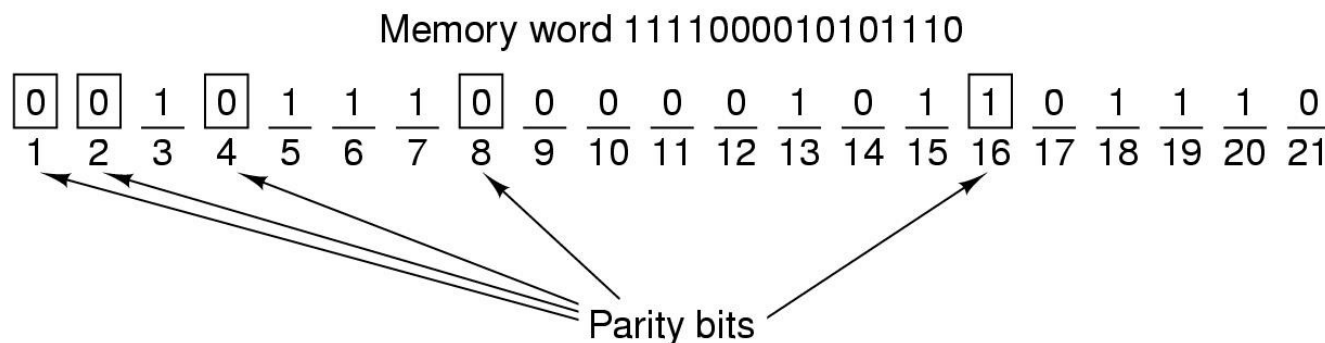 Memory word 1111000010101110
0 0 1 0 1 1 1 0 0 0 0 0 1 0 1 1 0 1 1 1 0
1 2 3 4 5 6 7 8 9 10 11 12 13 14 15 16 17 18 19 20 21
Parity bits